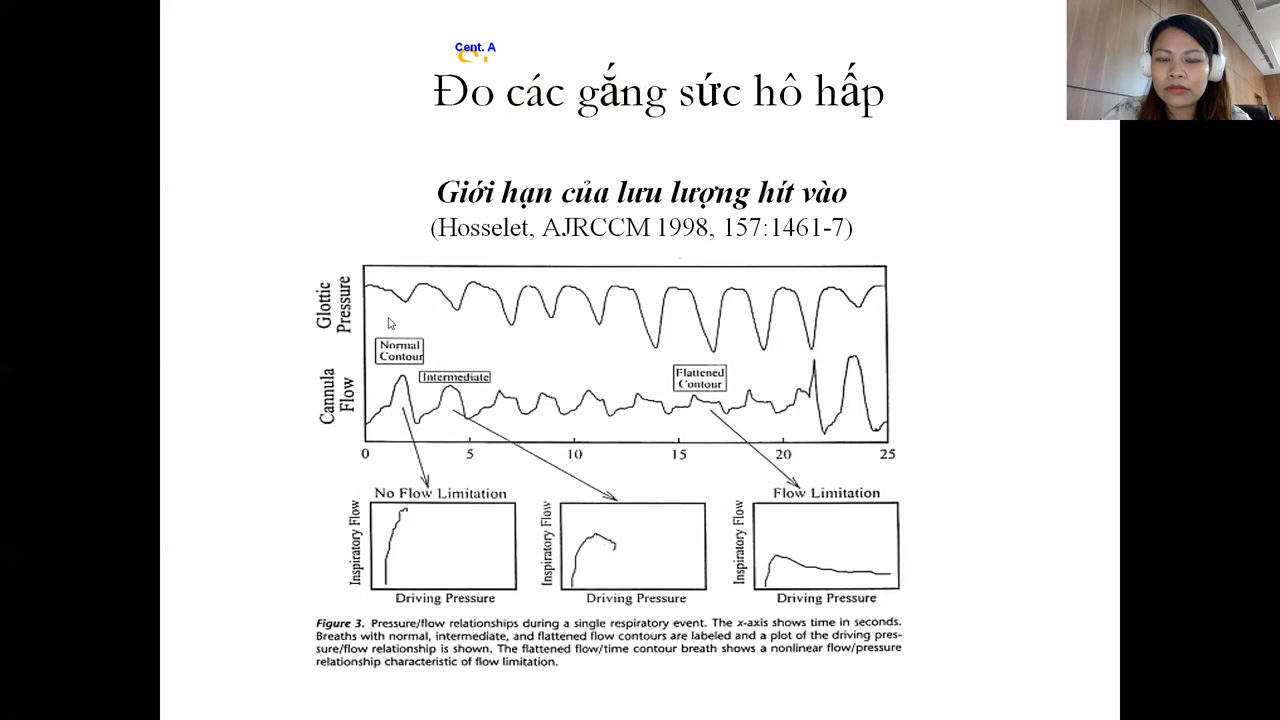 Cent. A
Đo các gắng sức hô hấp
Giới hạn của lưu lượng hít vào
(Hosselet, AJRCCM 1998, 157:1461-7)
Glottic
Pressure
Normal
Contour
Intermediate
Flattened
Contour
Cannula
Flow
0 5 10 15 20 25
No Flow Limitation
Flow Limitation
Inspiratory Flow
Inspiratory Flow
Inspiratory Flow
Driving Pressure
Driving Pressure
Driving Pressure
Figure 3. Pressure/flow relationships during a single respiratory event. The x-axis shows time in seconds.
Breaths with normal, intermediate, and flattened flow contours are labeled and a plot of the driving pres-
sure/flow relationship is shown. The flattened flow/time contour breath shows a nonlinear flow/pressure
relationship characteristic of flow limitation.